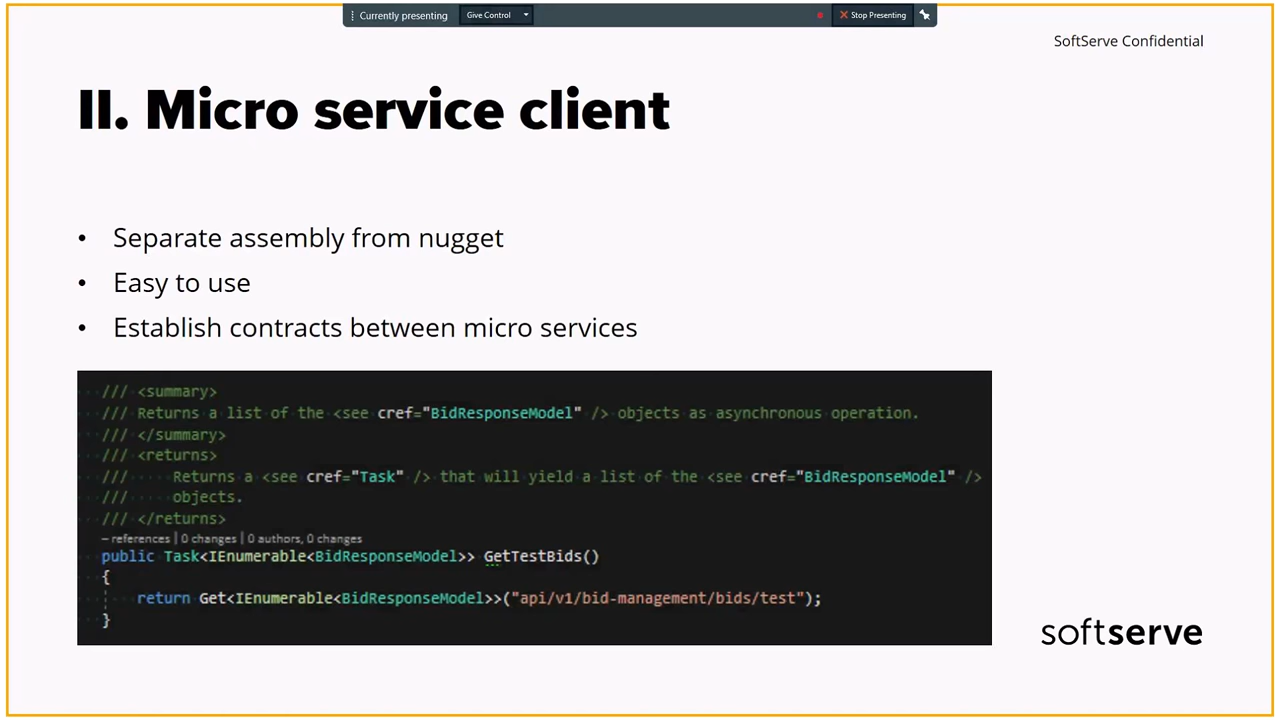 Currently presenting Give Control Stop Presenting
SoftServe Confidential
II. Micro service client
• Separate assembly from nugget
• Easy to use
• Establish contracts between micro services
/// <summary>
/// Returns a list of the <see cref="BidResponseModel" /> objects as asynchronous operation.
/// </summary>
/// <returns>
/// Returns a <see cref="Task" /> that will yield a list of the <see cref="BidResponseModel" />
/// objects.
/// </returns>
– references | 0 changes | 0 authors, 0 changes
public Task<IEnumerable<BidResponseModel>> GetTestBids()
{
return Get<IEnumerable<BidResponseModel>>("api/v1/bid-management/bids/test");
}
softserve